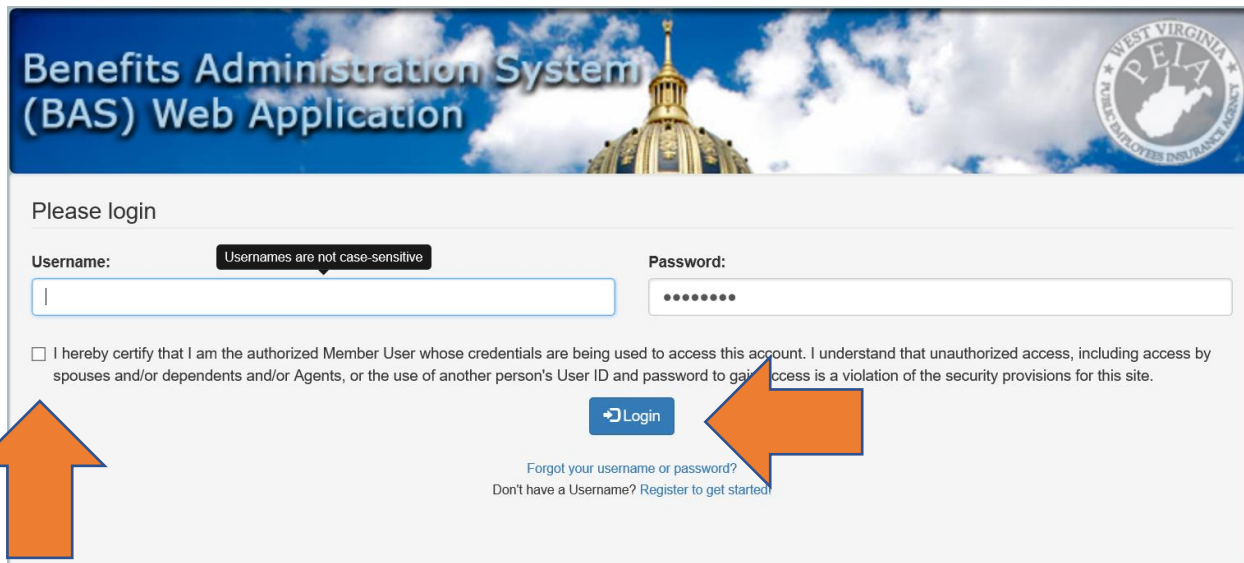 Benefits Administration System
(BAS) Web Application
WEST VIRGINIA
PEIA
PUBLIC EMPLOYEES INSURANCE AGENCY
Please login
Username:
Usernames are not case-sensitive
Password:
I hereby certify that I am the authorized Member User whose credentials are being used to access this account. I understand that unauthorized access, including access by
spouses and/or dependents and/or Agents, or the use of another person's User ID and password to gain access is a violation of the security provisions for this site.
Login
Forgot your username or password?
Don't have a Username? Register to get started!